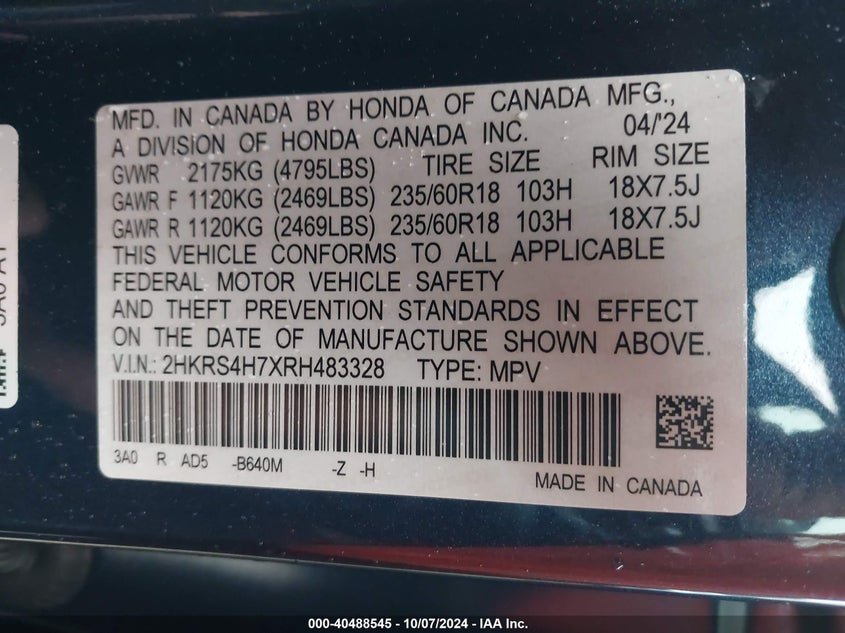 MFD. IN CANADA BY HONDA OF CANADA MFG.,
A DIVISION OF HONDA CANADA INC. 04/'24
GVWR 2175KG (4795LBS) TIRE SIZE RIM SIZE
GAWR F 1120KG (2469LBS) 235/60R18 103H 18X7.5J
GAWR R 1120KG (2469LBS) 235/60R18 103H 18X7.5J
THIS VEHICLE CONFORMS TO ALL APPLICABLE
FEDERAL MOTOR VEHICLE SAFETY
AND THEFT PREVENTION STANDARDS IN EFFECT
ON THE DATE OF MANUFACTURE SHOWN ABOVE.
V.I.N.: 2HKRS4H7XRH483328 TYPE: MPV
3A0 R AD5 -B640M -Z -H
MADE IN CANADA
000-40488545 - 10/07/2024 - IAA Inc.